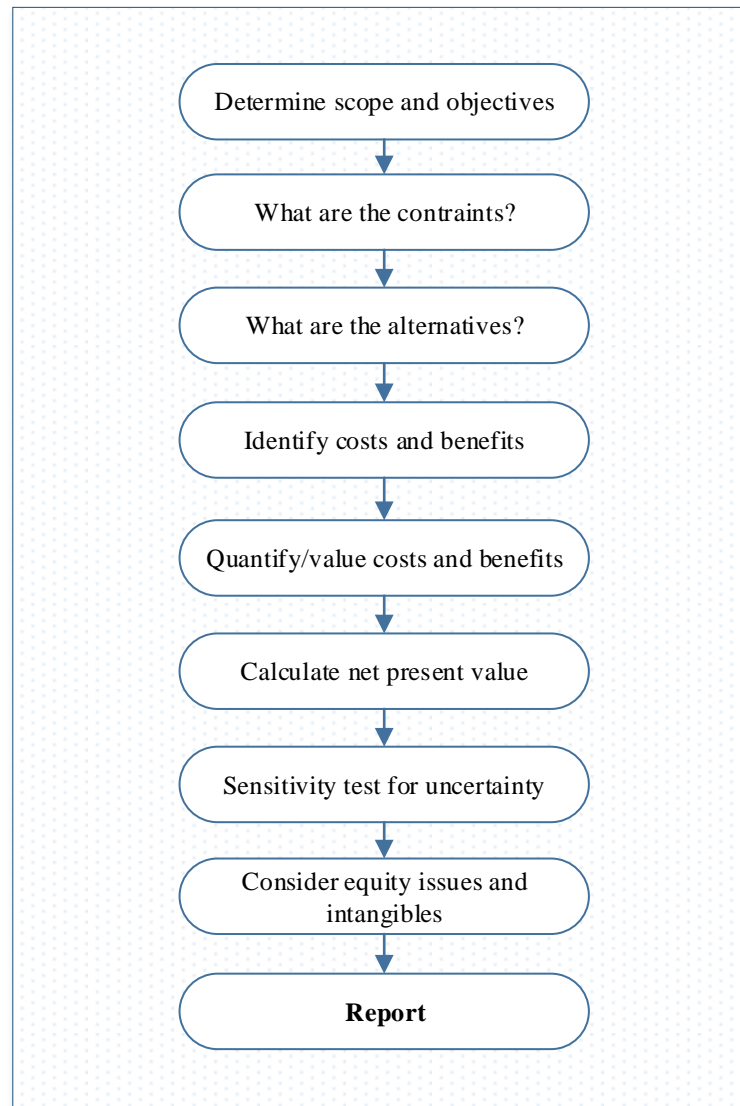 Determine scope and objectives
What are the contraints?
What are the alternatives?
Identify costs and benefits
Quantify/value costs and benefits
Calculate net present value
Sensitivity test for uncertainty
Consider equity issues and
intangibles
Report